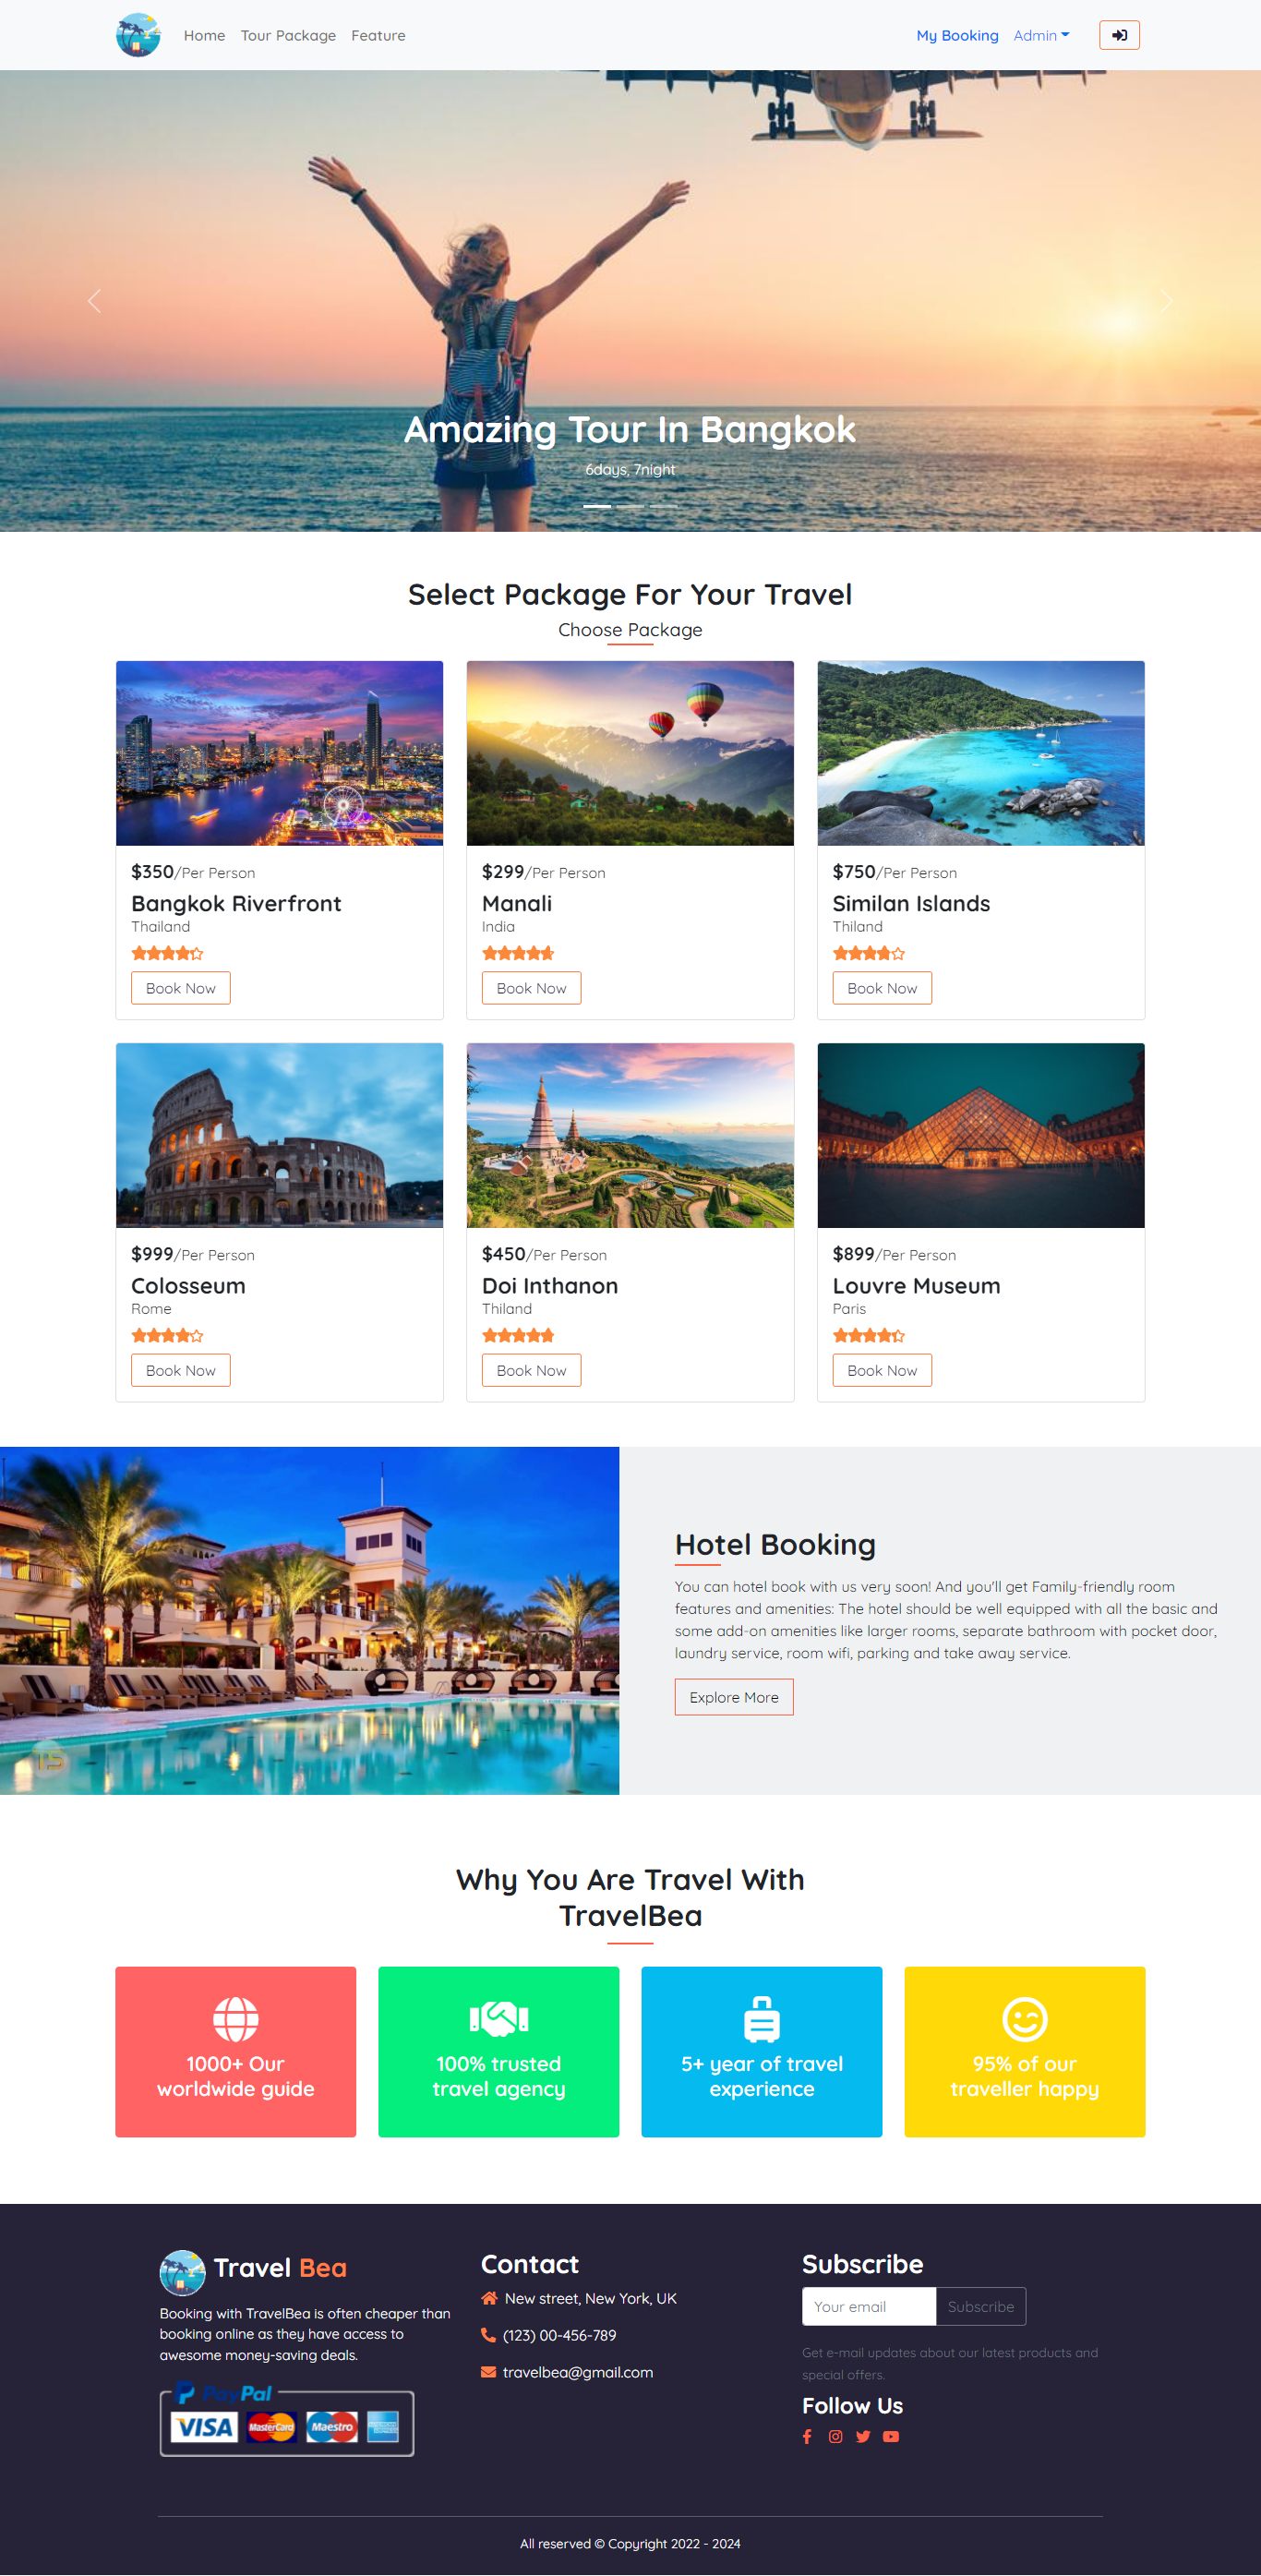 Home Tour Package Feature My Booking Admin
Amazing Tour In Bangkok
6days, 7night
Select Package For Your Travel
Choose Package
$350/Per Person
Bangkok Riverfront
Thailand
Book Now
$299/Per Person
Manali
India
Book Now
$750/Per Person
Similan Islands
Thiland
Book Now
$999/Per Person
Colosseum
Rome
Book Now
$450/Per Person
Doi Inthanon
Thiland
Book Now
$899/Per Person
Louvre Museum
Paris
Book Now
TS
Hotel Booking
You can hotel book with us very soon! And you'll get Family-friendly room
features and amenities: The hotel should be well equipped with all the basic and
some add-on amenities like larger rooms, separate bathroom with pocket door,
laundry service, room wifi, parking and take away service.
Explore More
Why You Are Travel With
TravelBea
1000+ Our
worldwide guide
100% trusted
travel agency
5+ year of travel
experience
95% of our
traveller happy
Travel Bea
Booking with TravelBea is often cheaper than
booking online as they have access to
awesome money-saving deals.
PayPal
VISA MasterCard Maestro
Contact
New street, New York, UK
(123) 00-456-789
travelbea@gmail.com
Subscribe
Your email Subscribe
Get e-mail updates about our latest products and
special offers.
Follow Us
All reserved © Copyright 2022 - 2024